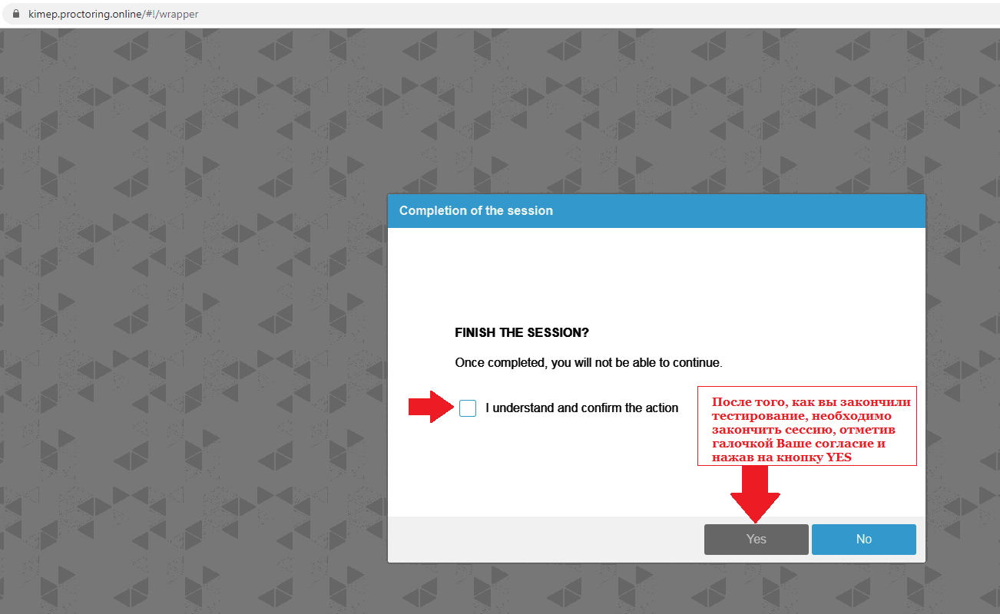 kimep.proctoring.online/#!/wrapper
Completion of the session
FINISH THE SESSION?
Once completed, you will not be able to continue.
I understand and confirm the action
После того, как вы закончили
тестирование, необходимо
закончить сессию, отметив
галочкой Ваше согласие и
нажав на кнопку YES
Yes
No